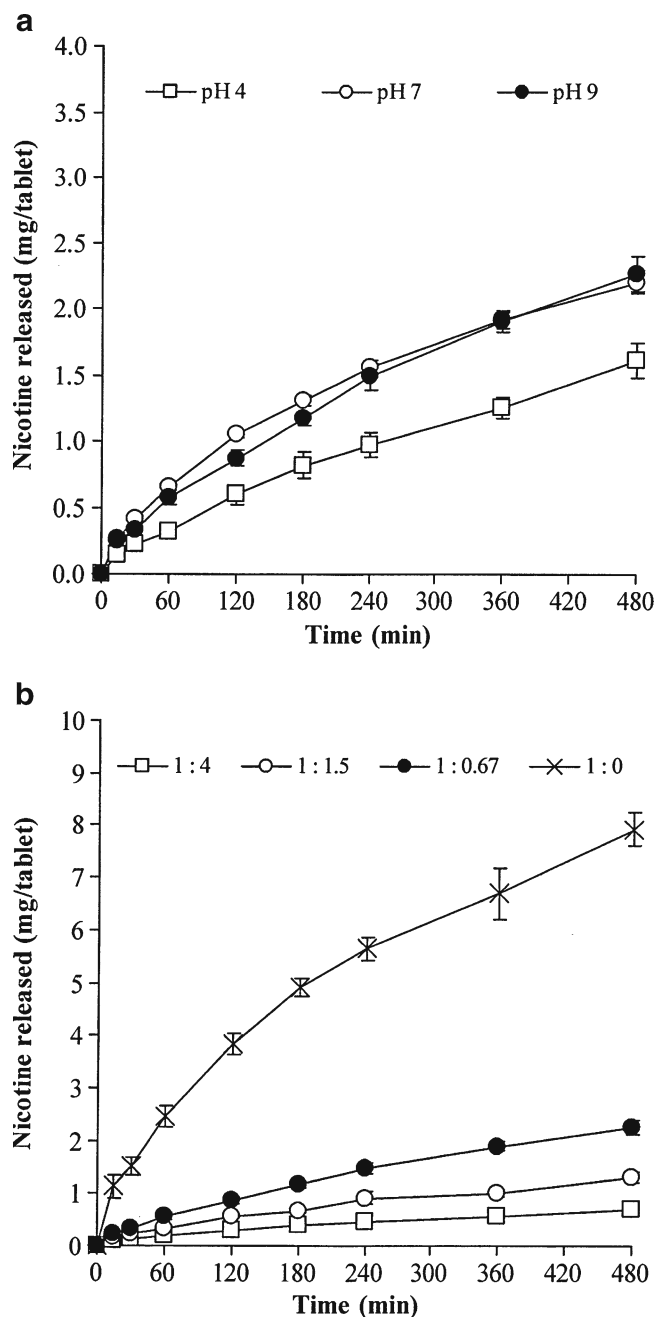 a
Nicotine released (mg/tablet)
4.0
3.5
3.0
2.5
2.0
1.5
1.0
0.5
0.0
pH 4 pH 7 pH 9
0 60 120 180 240 300 360 420 480
Time (min)
b
Nicotine released (mg/tablet)
10
9
8
7
6
5
4
3
2
1
0
1 : 4 1 : 1.5 1 : 0.67 1 : 0
0 60 120 180 240 300 360 420 480
Time (min)